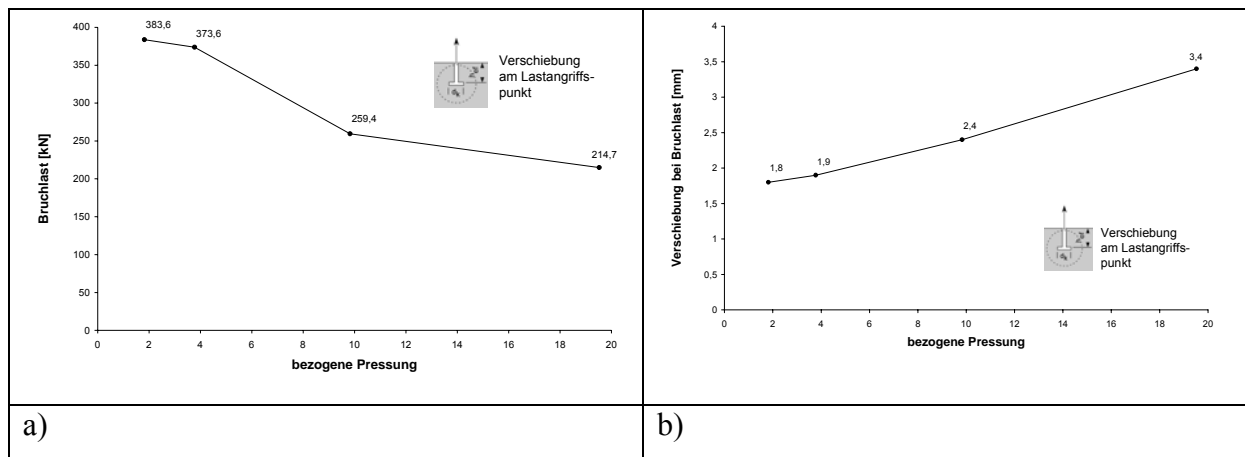 400
350
300
250
200
150
100
50
0
Bruchlast [kN]
383,6
373,6
259,4
214,7
Verschiebung
am Lastangriffs-
punkt
0 2 4 6 8 10 12 14 16 18 20
bezogene Pressung
a)
4
3,5
3
2,5
2
1,5
1
0,5
0
Verschiebung bei Bruchlast [mm]
1,8
1,9
2,4
3,4
Verschiebung
am Lastangriffs-
punkt
0 2 4 6 8 10 12 14 16 18 20
bezogene Pressung
b)